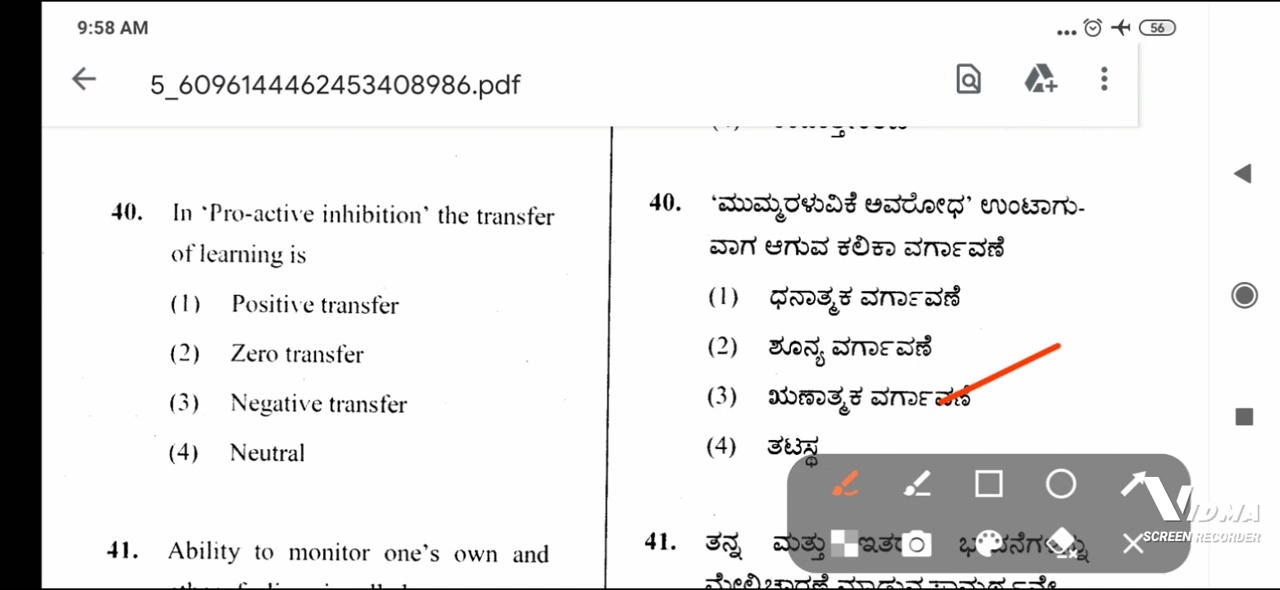 9:58 AM
56
5_6096144462453408986.pdf
40. In ‘Pro-active inhibition’ the transfer
of learning is
(1) Positive transfer
(2) Zero transfer
(3) Negative transfer
(4) Neutral
41. Ability to monitor one’s own and
40. ‘ಮುಮ್ಮರಳುವಿಕೆ ಅವರೋಧ’ ಉಂಟಾಗು-
ವಾಗ ಆಗುವ ಕಲಿಕಾ ವರ್ಗಾವಣೆ
(1) ಧನಾತ್ಮಕ ವರ್ಗಾವಣೆ
(2) ಶೂನ್ಯ ವರ್ಗಾವಣೆ
(3) ಋಣಾತ್ಮಕ ವರ್ಗಾವಣೆ
(4) ತಟಸ್ಥ
41. ತನ್ನ ಮತ್ತು
VIDMA
SCREEN RECORDER